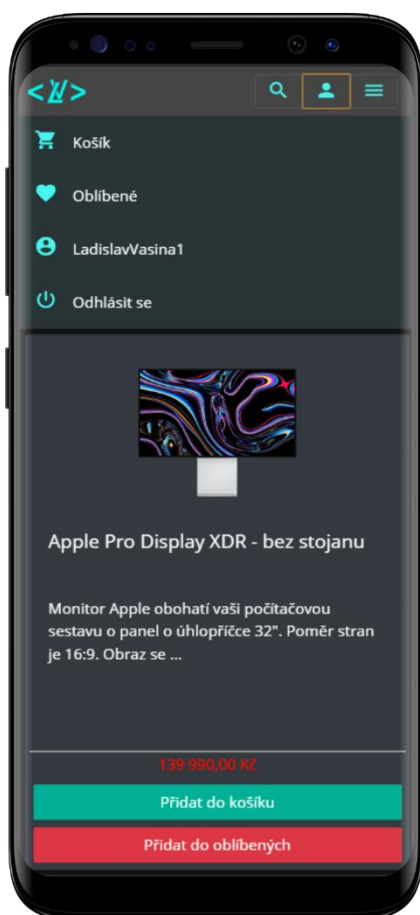 Košík
Oblíbené
LadislavVasina1
Odhlásit se
Apple Pro Display XDR - bez stojanu
Monitor Apple obohatí vaši počítačovou
sestavu o panel o úhlopříčce 32". Poměr stran
je 16:9. Obraz se ...
139 990,00 Kč
Přidat do košíku
Přidat do oblíbených